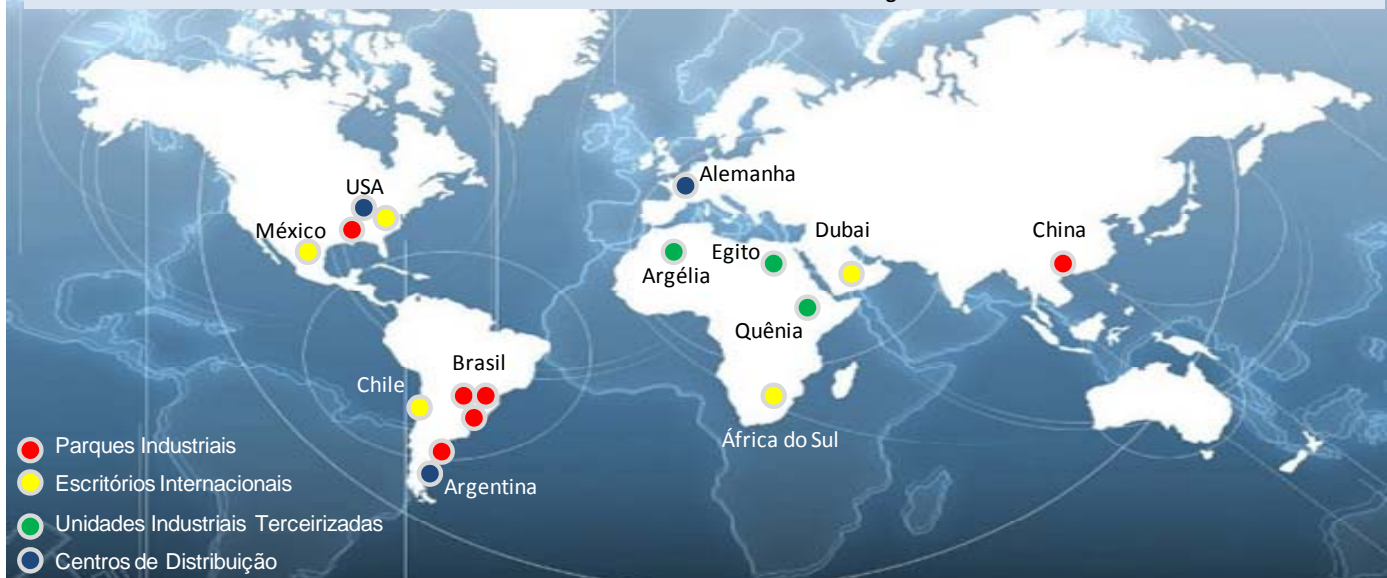 USA
Alemanha
México
Dubai
China
Egito
Argélia
Quênia
Brasil
Chile
África do Sul
Parques Industriais
Escritórios Internacionais
Argentina
Unidades Industriais Terceirizadas
Centros de Distribuição